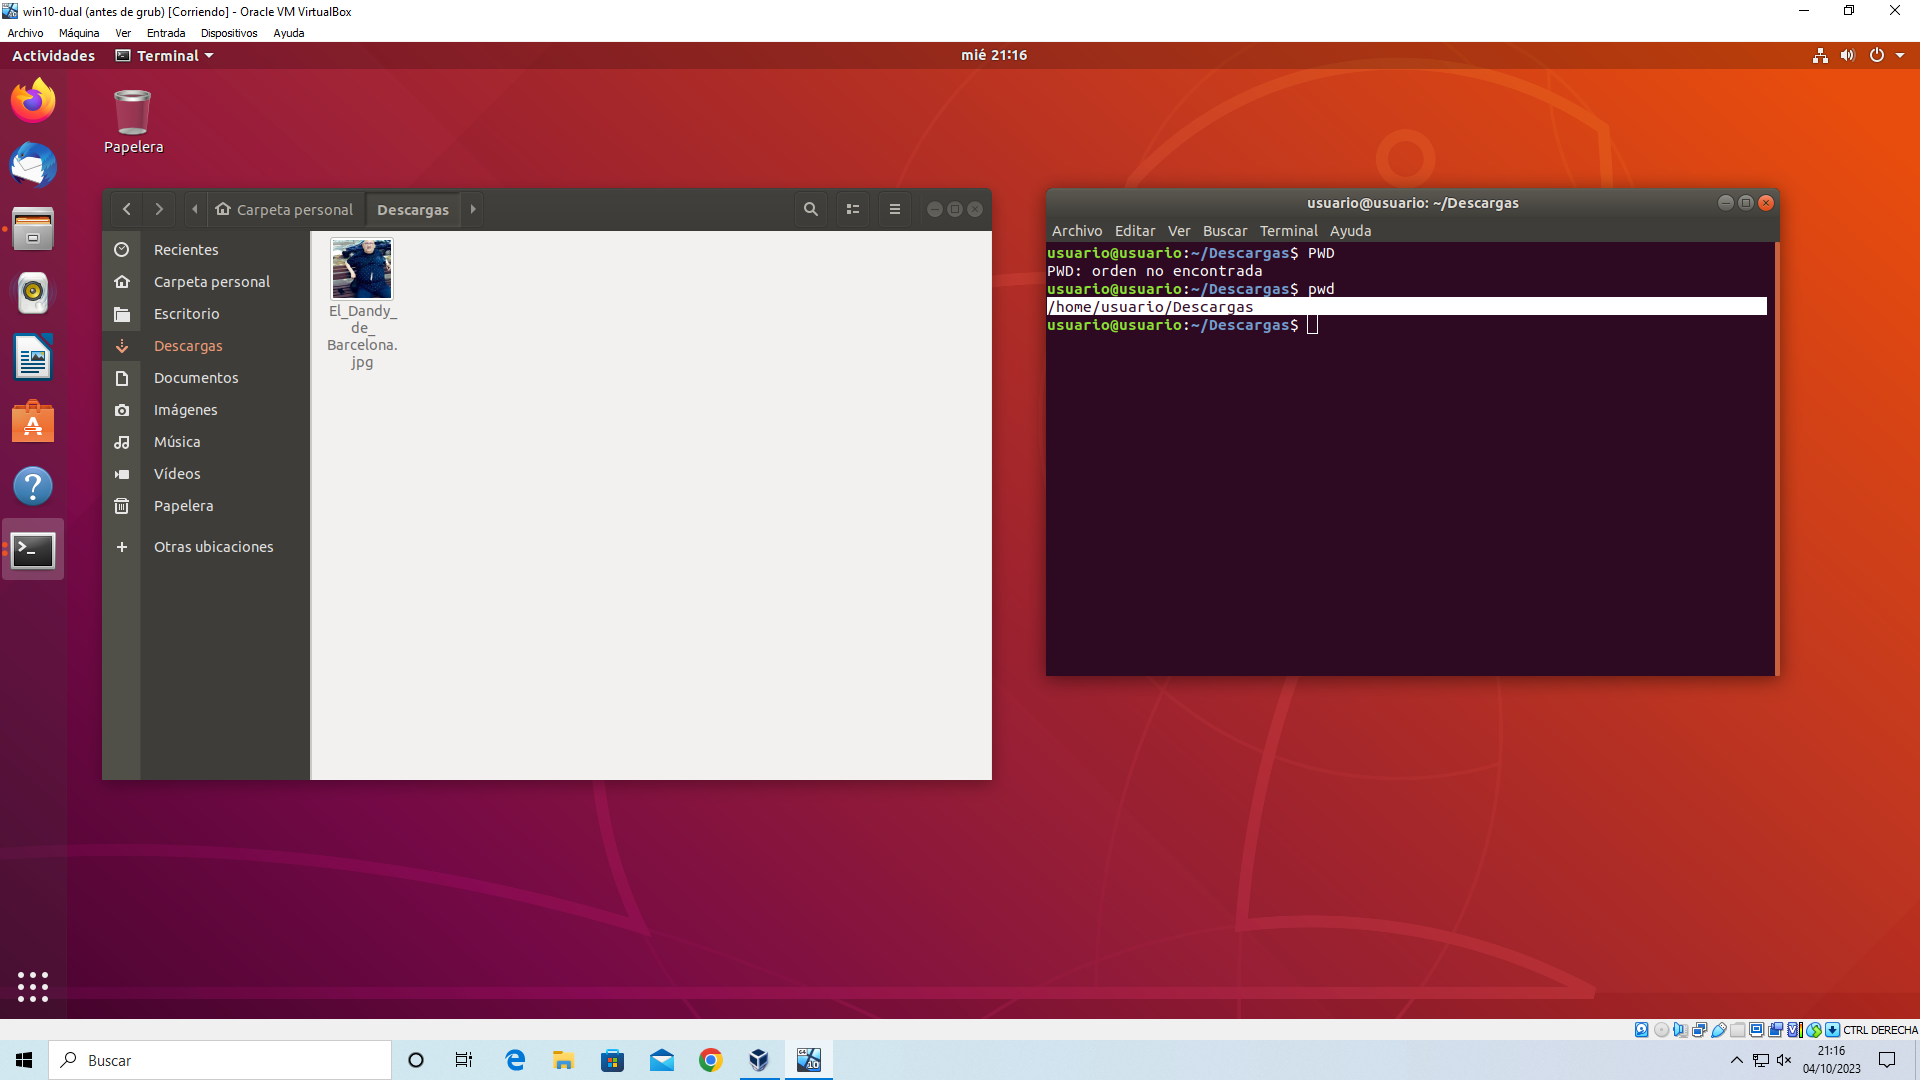 win10-dual (antes de grub) [Corriendo] - Oracle VM VirtualBox
Archivo Máquina Ver Entrada Dispositivos Ayuda
Actividades Terminal mié 21:16
Papelera
Carpeta personal Descargas
Recientes
Carpeta personal
Escritorio
Descargas
Documentos
Imágenes
Música
Vídeos
Papelera
Otras ubicaciones
El_Dandy_
de_
Barcelona.
jpg
usuario@usuario: ~/Descargas
Archivo Editar Ver Buscar Terminal Ayuda
usuario@usuario:~/Descargas$ PWD
PWD: orden no encontrada
usuario@usuario:~/Descargas$ pwd
/home/usuario/Descargas
usuario@usuario:~/Descargas$
CTRL DERECHA
Buscar
21:16
04/10/2023